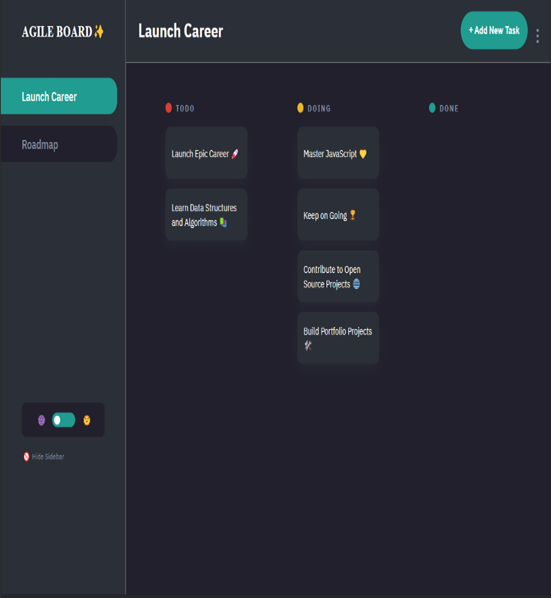 AGILE BOARD✨
Launch Career
+ Add New Task
Launch Career
Roadmap
TODO
Launch Epic Career 🚀
Learn Data Structures
and Algorithms 📚
DOING
Master JavaScript 💛
Keep on Going 🏆
Contribute to Open
Source Projects 🌐
Build Portfolio Projects
🛠️
DONE
🚫 Hide Sidebar